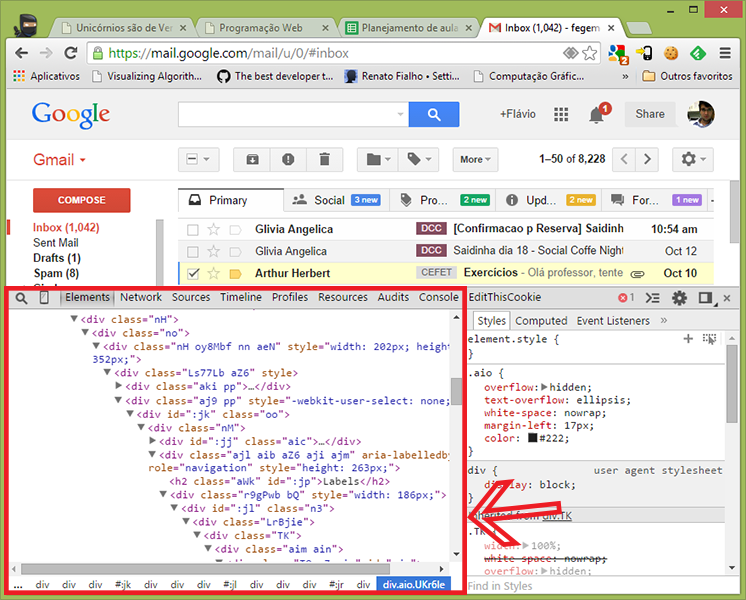 Unicórnios são de Ver
Programação Web
Planejamento de aula
Inbox (1,042) - fegem
https://mail.google.com/mail/u/0/#inbox
2
Aplicativos
Visualizing Algorith...
The best developer t...
Renato Fialho • Setti...
Computação Gráfic...
»
Outros favoritos
Google
+Flávio
1
Share
Gmail
More
1–50 of 8,228
COMPOSE
Primary
Social 3 new
Pro... 2 new
Upd... 2 new
For... 1 new
Inbox (1,042)
Sent Mail
Drafts (1)
Spam (8)
Glivia Angelica DCC [Confirmacao p Reserva] Saidinh 10:54 am
Glivia Angelica DCC Saidinha dia 18 - Social Coffe Night Oct 12
Arthur Herbert CEFET Exercícios - Olá professor, tente Oct 10
Elements Network Sources Timeline Profiles Resources Audits Console EditThisCookie 1
▼<div class="nH">
▼<div class="no">
▼<div class="nH oy8Mbf nn aeN" style="width: 202px; height
352px;">
▼<div class="Ls77Lb aZ6" style>
▶<div class="aki pp">…</div>
▼<div class="aj9 pp" style="-webkit-user-select: none;
▼<div id=":jk" class="oo">
▼<div class="nM">
▶<div id=":jj" class="aic">…</div>
▼<div class="ajl aib aZ6 aji ajm" aria-labelledby
role="navigation" style="height: 263px;">
<h2 class="aWk" id=":jp">Labels</h2>
▼<div class="r9gPwb bQ" style="width: 186px;">
▼<div id=":jl" class="n3">
▼<div class="LrBjie">
▼<div class="TK">
▼<div class="aim ain">
... div div div #:jk div div div #:jl div div div #:jr div div.aio.UKr6le
Styles Computed Event Listeners »
element.style {
}
.aio {
overflow:▶hidden;
text-overflow: ellipsis;
white-space: nowrap;
margin-left: 17px;
color: #222;
}
div { user agent stylesheet
display: block;
}
Inherited from div.TK
.TK {
width: 100%;
white-space: nowrap;
overflow:▶hidden;
Find in Styles